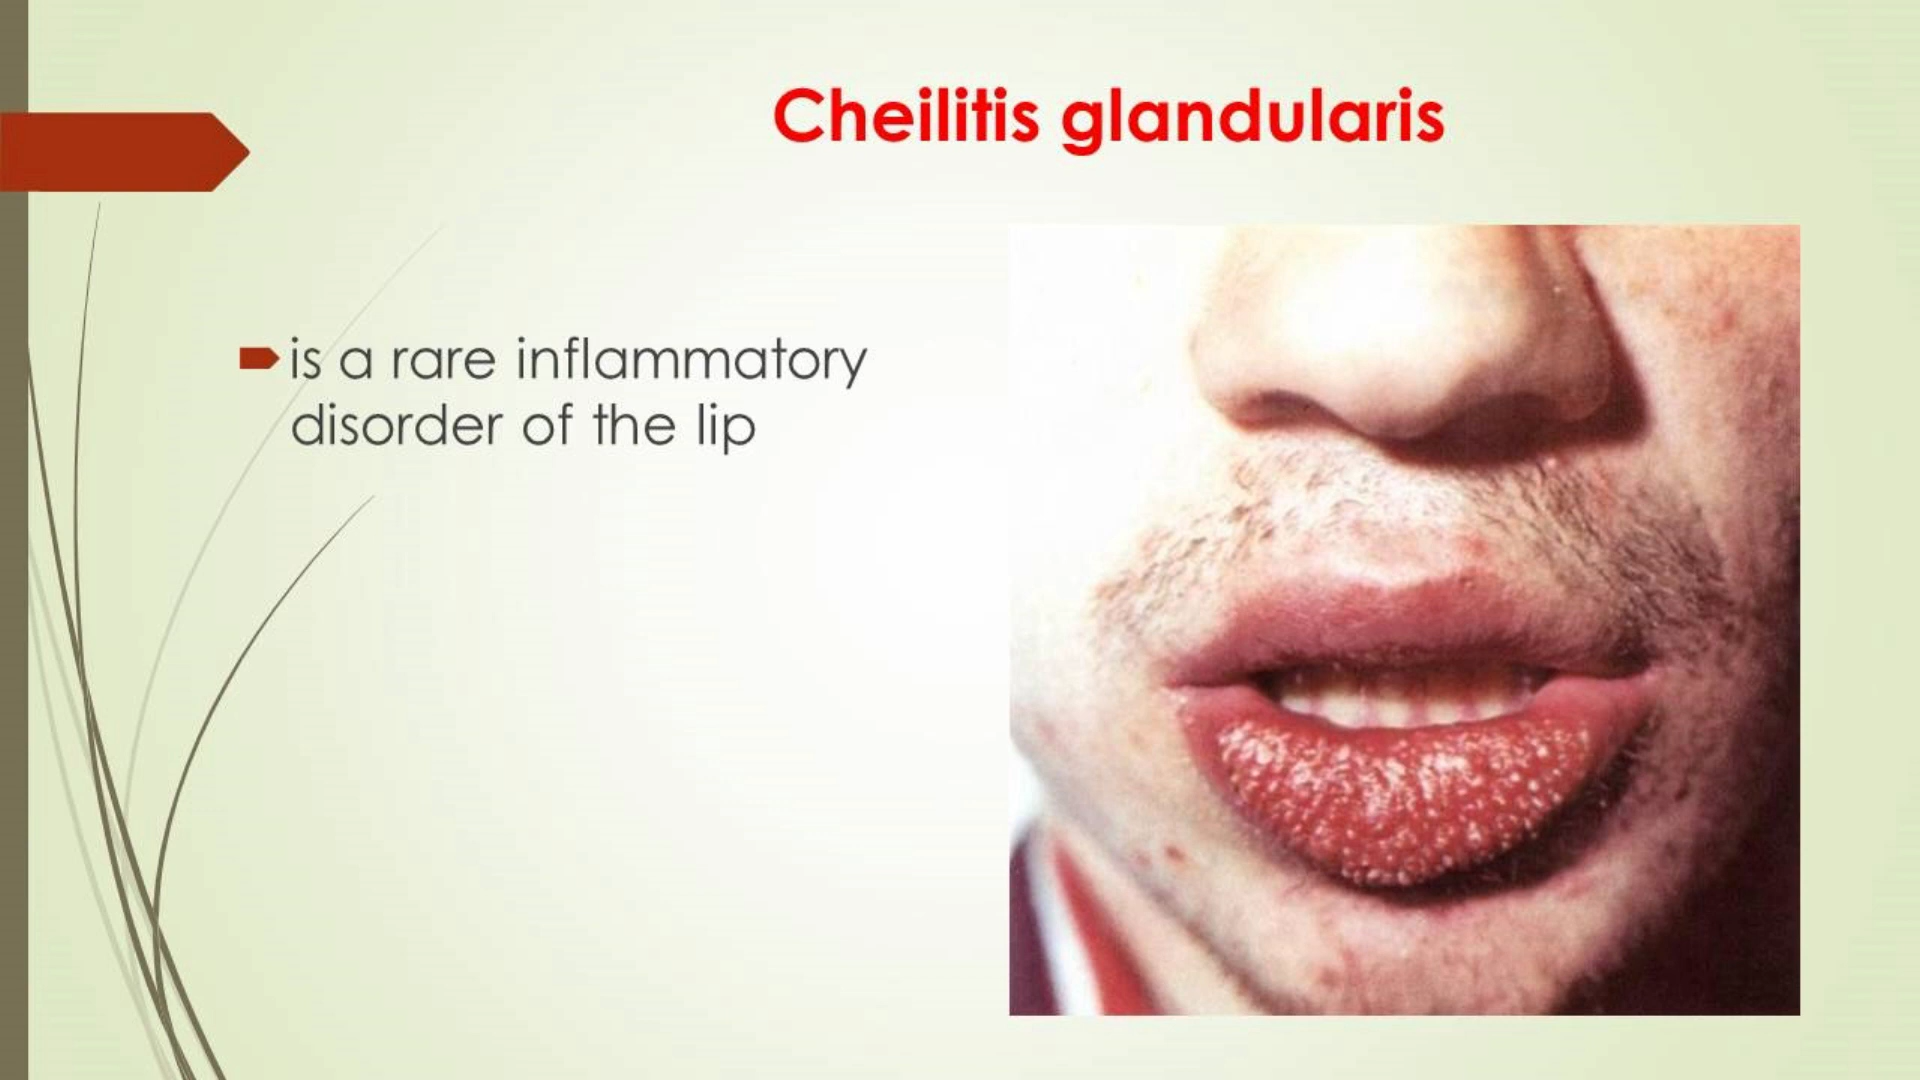 Cheilitis glandularis
is a rare inflammatory
disorder of the lip